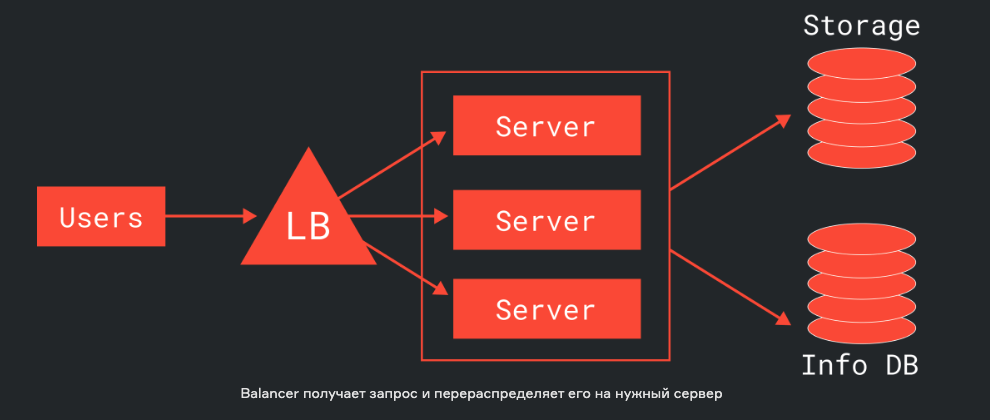 Storage
Users
LB
Server
Server
Server
Info DB
Balancer получает запрос и перераспределяет его на нужный сервер